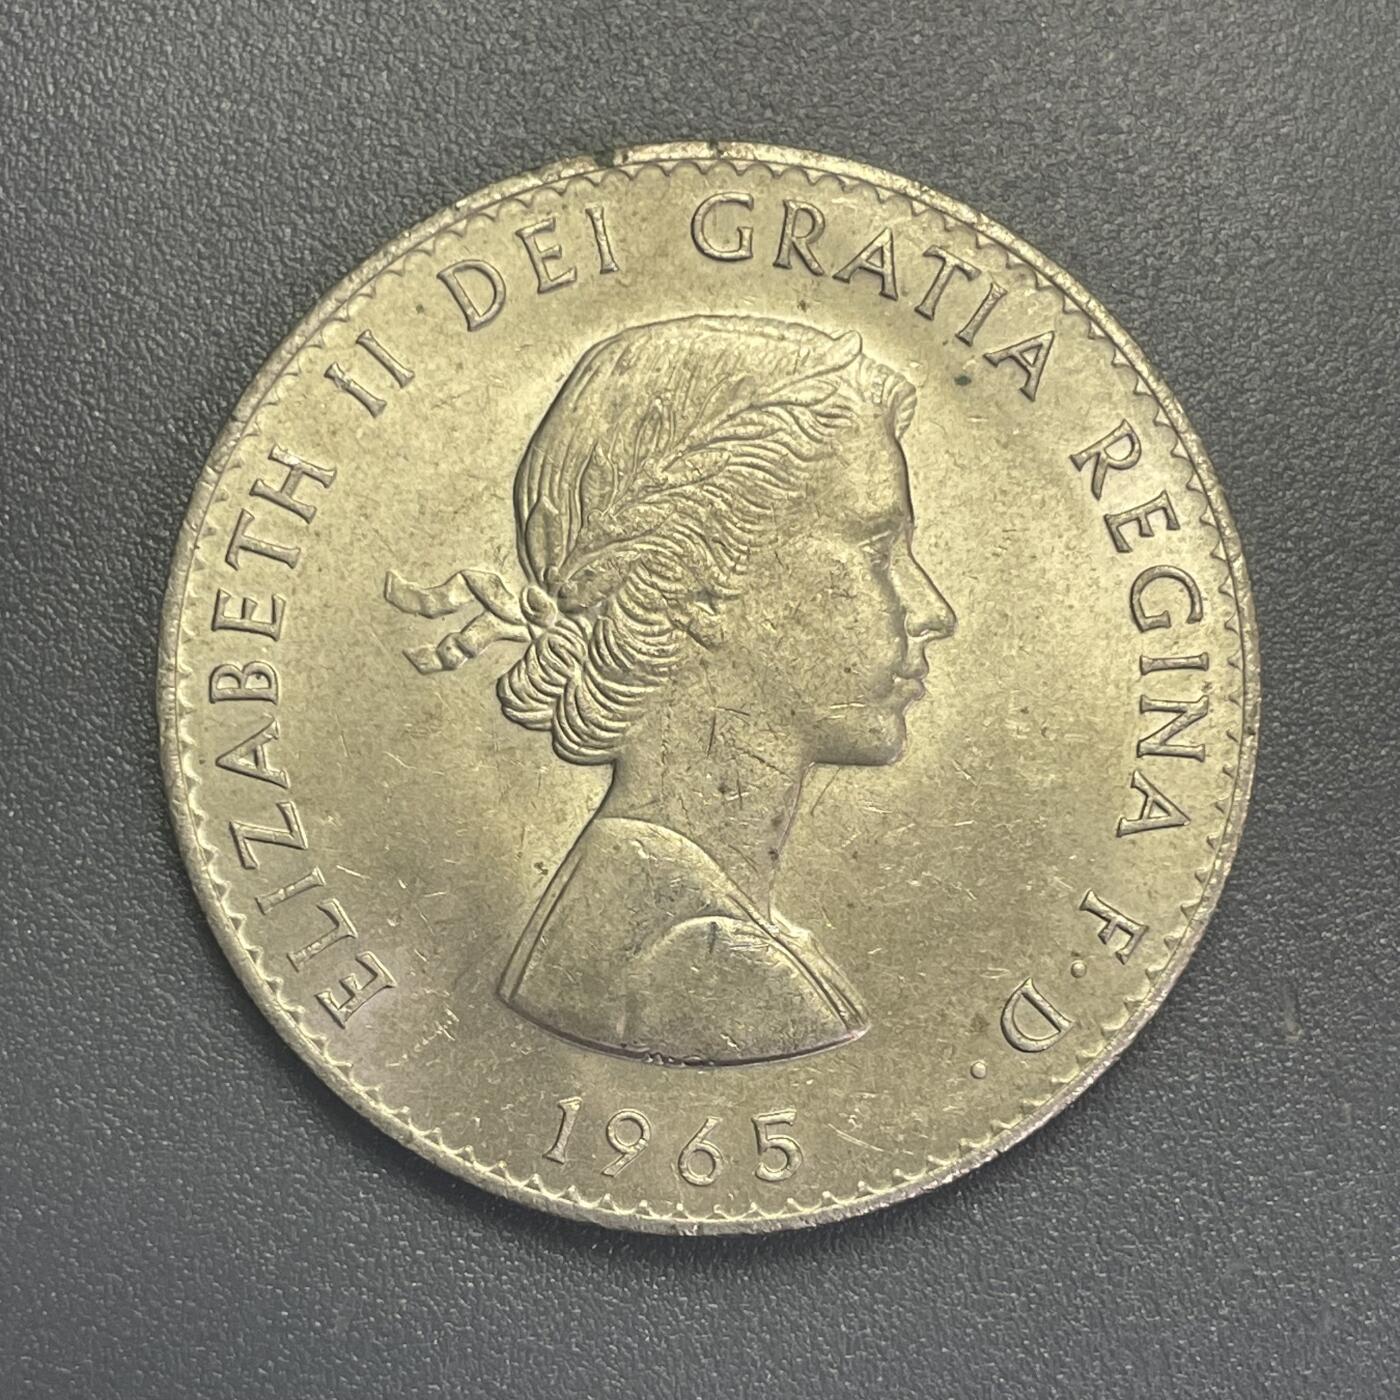 ELIZABETH II DEI GRATIA REGINA F·D·
1965